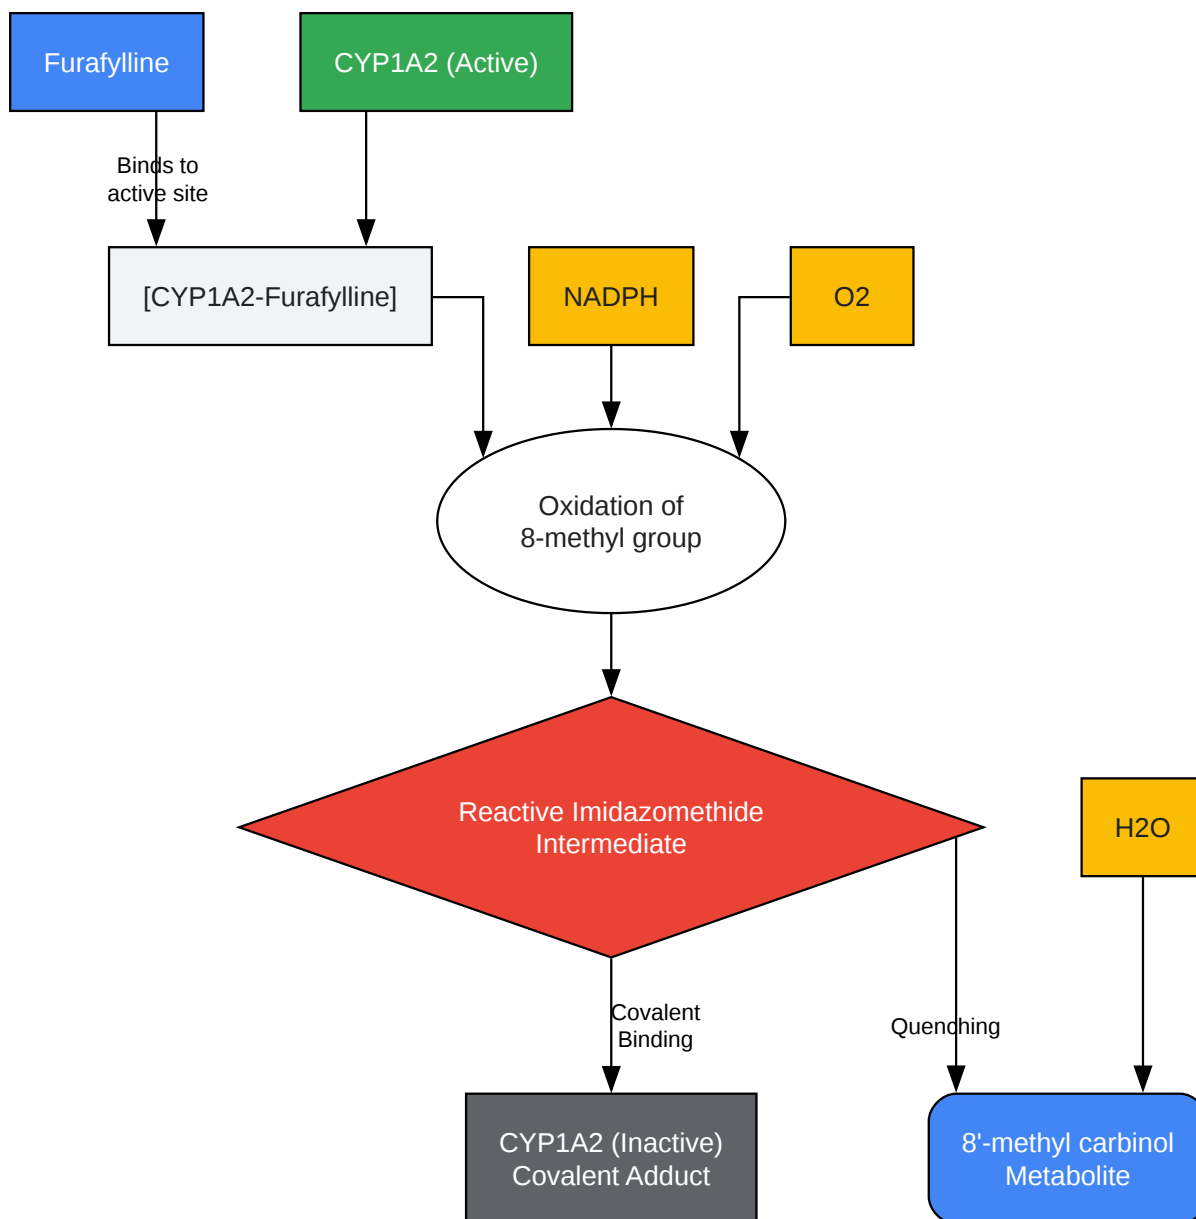 Furafylline
CYP1A2 (Active)
Binds to
active site
[CYP1A2-Furafylline]
NADPH
O2
Oxidation of
8-methyl group
Reactive Imidazomethide
Intermediate
H2O
Covalent
Binding
Quenching
CYP1A2 (Inactive)
Covalent Adduct
8'-methyl carbinol
Metabolite